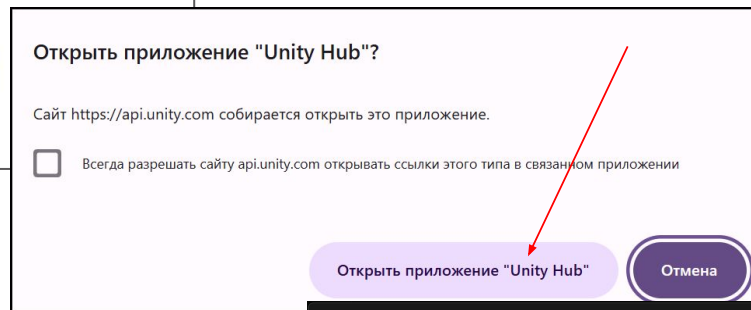 Открыть приложение "Unity Hub"?
Сайт https://api.unity.com собирается открыть это приложение.
Всегда разрешать сайту api.unity.com открывать ссылки этого типа в связанном приложении
Открыть приложение "Unity Hub"
Отмена